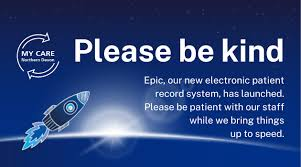 MY CARE
Northern Devon
Please be kind
Epic, our new electronic patient
record system, has launched.
Please be patient with our staff
while we bring things
up to speed.